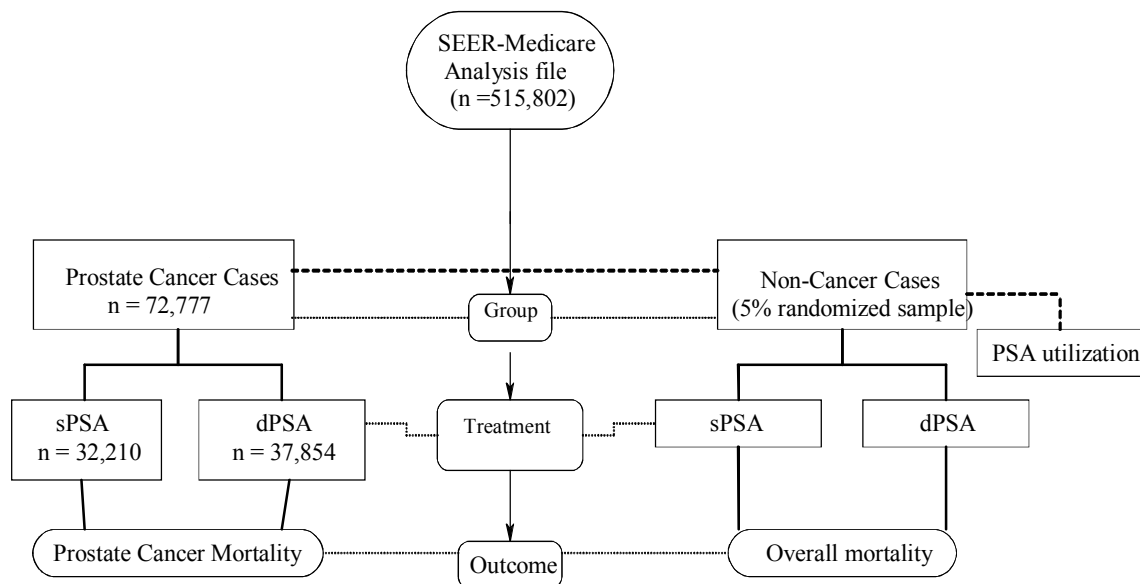 SEER-Medicare
Analysis file
(n =515,802)
Prostate Cancer Cases
n = 72,777
Group
Non-Cancer Cases
(5% randomized sample)
PSA utilization
sPSA
n = 32,210
dPSA
n = 37,854
Treatment
sPSA
dPSA
Prostate Cancer Mortality
Outcome
Overall mortality